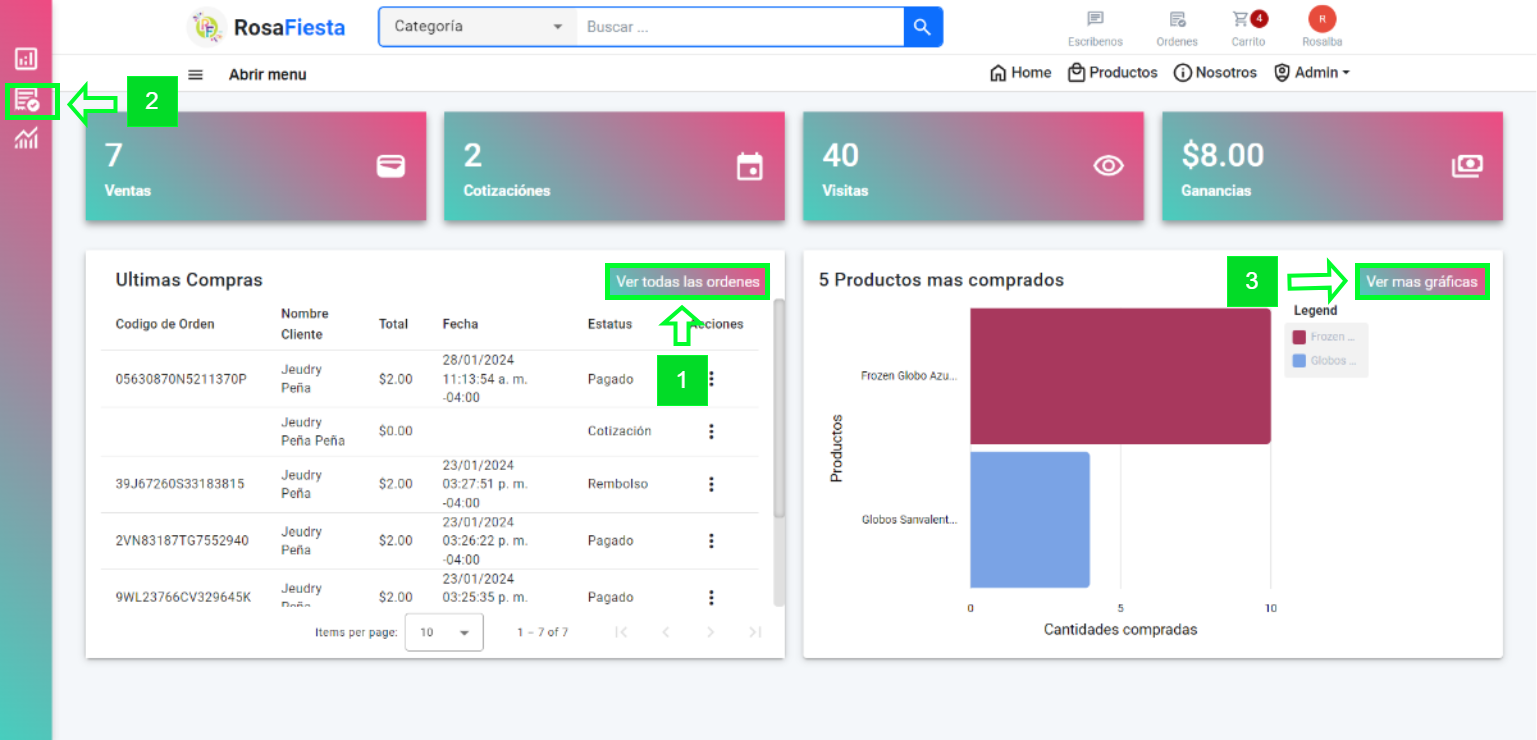 RosaFiesta
Categoría
Buscar ...
Escribenos
Ordenes
4
Carrito
R
Rosalba
Abrir menu
Home
Productos
Nosotros
Admin
2
7
Ventas
2
Cotizaciónes
40
Visitas
$8.00
Ganancias
Ultimas Compras
Ver todas las ordenes
Codigo de Orden
Nombre
Cliente
Total
Fecha
Estatus
Acciones
1
05630870N5211370P
Jeudry
Peña
$2.00
28/01/2024
11:13:54 a. m.
-04:00
Pagado
Jeudry
Peña Peña
$0.00
Cotización
39J67260S33183815
Jeudry
Peña
$2.00
23/01/2024
03:27:51 p. m.
-04:00
Rembolso
2VN83187TG7552940
Jeudry
Peña
$2.00
23/01/2024
03:26:22 p. m.
-04:00
Pagado
9WL23766CV329645K
Jeudry
Peña
$2.00
23/01/2024
03:25:35 p. m.
Pagado
Items per page:
10
1 – 7 of 7
5 Productos mas comprados
3
Ver mas gráficas
Legend
Frozen ...
Globos ...
Productos
Frozen Globo Azu...
Globos Sanvalent...
0
5
10
Cantidades compradas